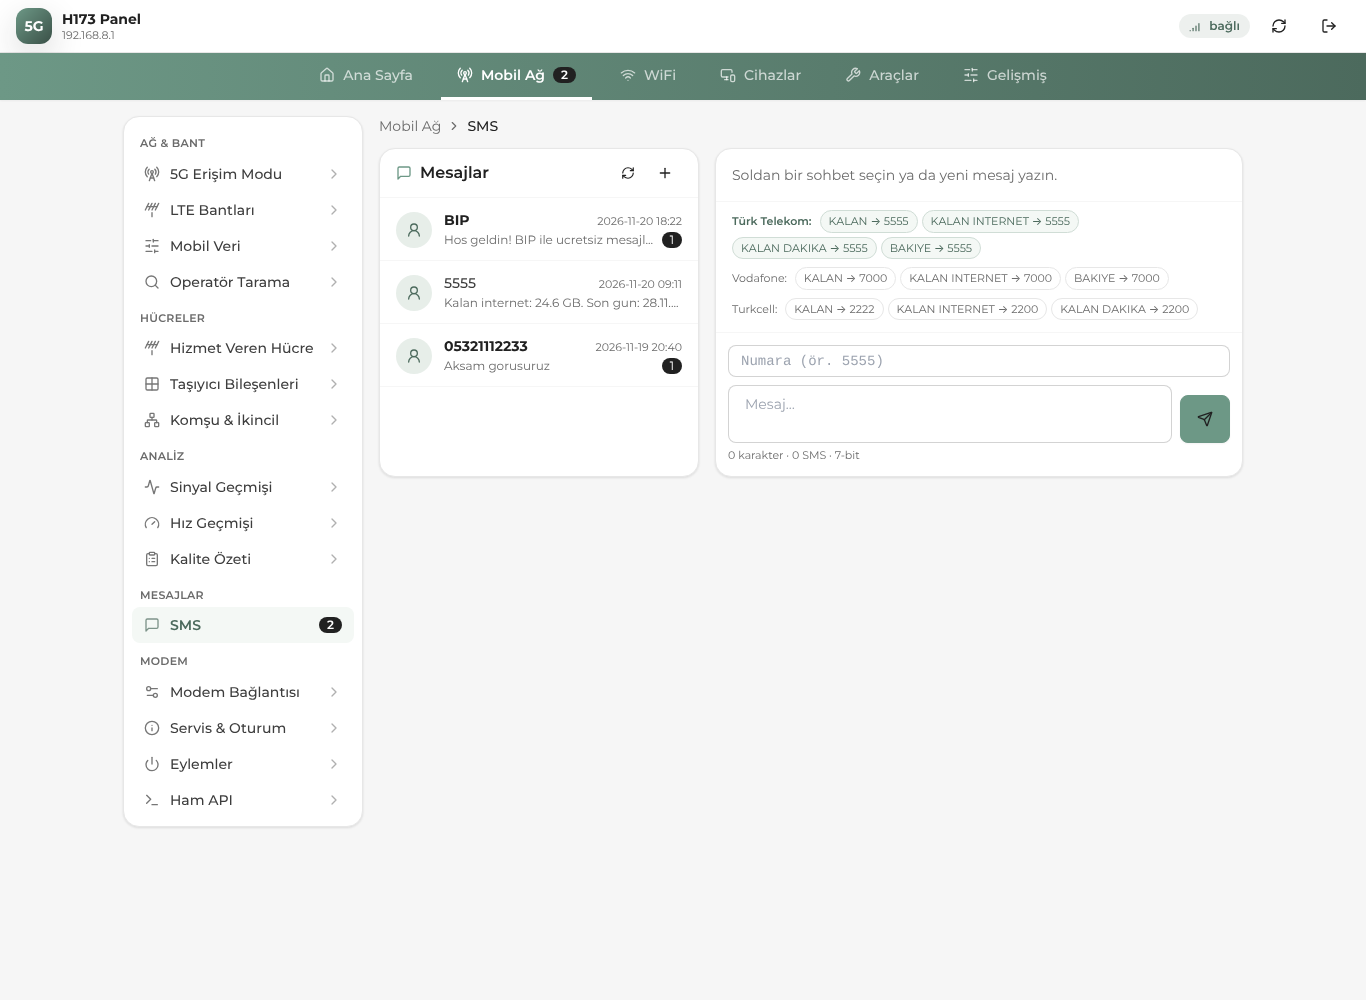 5G
H173 Panel
192.168.8.1
bağlı
Ana Sayfa
Mobil Ağ 2
WiFi
Cihazlar
Araçlar
Gelişmiş
AĞ & BANT
5G Erişim Modu
LTE Bantları
Mobil Veri
Operatör Tarama
HÜCRELER
Hizmet Veren Hücre
Taşıyıcı Bileşenleri
Komşu & İkincil
ANALİZ
Sinyal Geçmişi
Hız Geçmişi
Kalite Özeti
MESAJLAR
SMS 2
MODEM
Modem Bağlantısı
Servis & Oturum
Eylemler
Ham API
Mobil Ağ > SMS
Mesajlar
BIP 2026-11-20 18:22
Hos geldin! BIP ile ucretsiz mesajl... 1
5555 2026-11-20 09:11
Kalan internet: 24.6 GB. Son gun: 28.11....
05321112233 2026-11-19 20:40
Aksam gorusuruz 1
Soldan bir sohbet seçin ya da yeni mesaj yazın.
Türk Telekom: KALAN → 5555 KALAN INTERNET → 5555
KALAN DAKIKA → 5555 BAKIYE → 5555
Vodafone: KALAN → 7000 KALAN INTERNET → 7000 BAKIYE → 7000
Turkcell: KALAN → 2222 KALAN INTERNET → 2200 KALAN DAKIKA → 2200
Numara (ör. 5555)
Mesaj...
0 karakter · 0 SMS · 7-bit